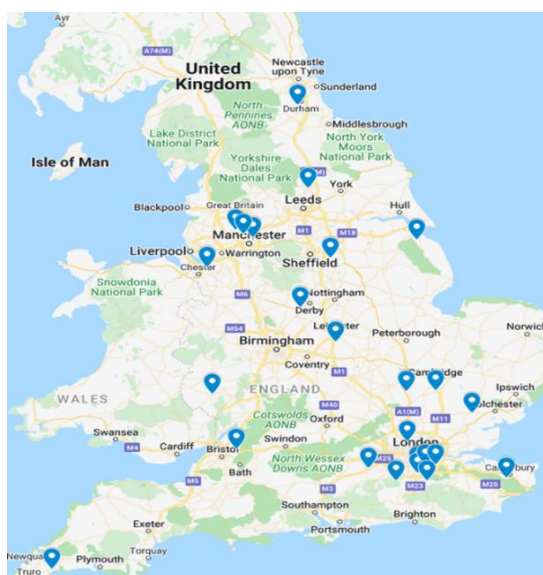 Ayr
A74(M)
United
Kingdom
Newcastle
upon Tyne
Sunderland
North
Pennines
AONB
Durham
Middlesbrough
Lake District
National Park
North York
Moors
National Park
Isle of Man
Yorkshire
Dales
National Park
(M)
York
Leeds
Blackpool
Great Britain
Hull
M1
M18
Manchester
Liverpool
Warrington
Sheffield
Chester
Snowdonia
National Park
M6
Nottingham
Derby
M54
Leicester
Peterborough
Norwi
Birmingham
Coventry
M1
Cambridge
WALES
ENGLAND
Ipswich
M40
A1(M)
M11
olchester
Cotswolds
AONB
Oxford
Swansea
Cardiff
M4
Bristol
Swindon
London
Bath
North Wessex
Downs AONB
M25
Canterbury
M5
M3
M23
M20
Southampton
Brighton
Exeter
Portsmouth
Newqua
Torquay
Plymouth
Truro